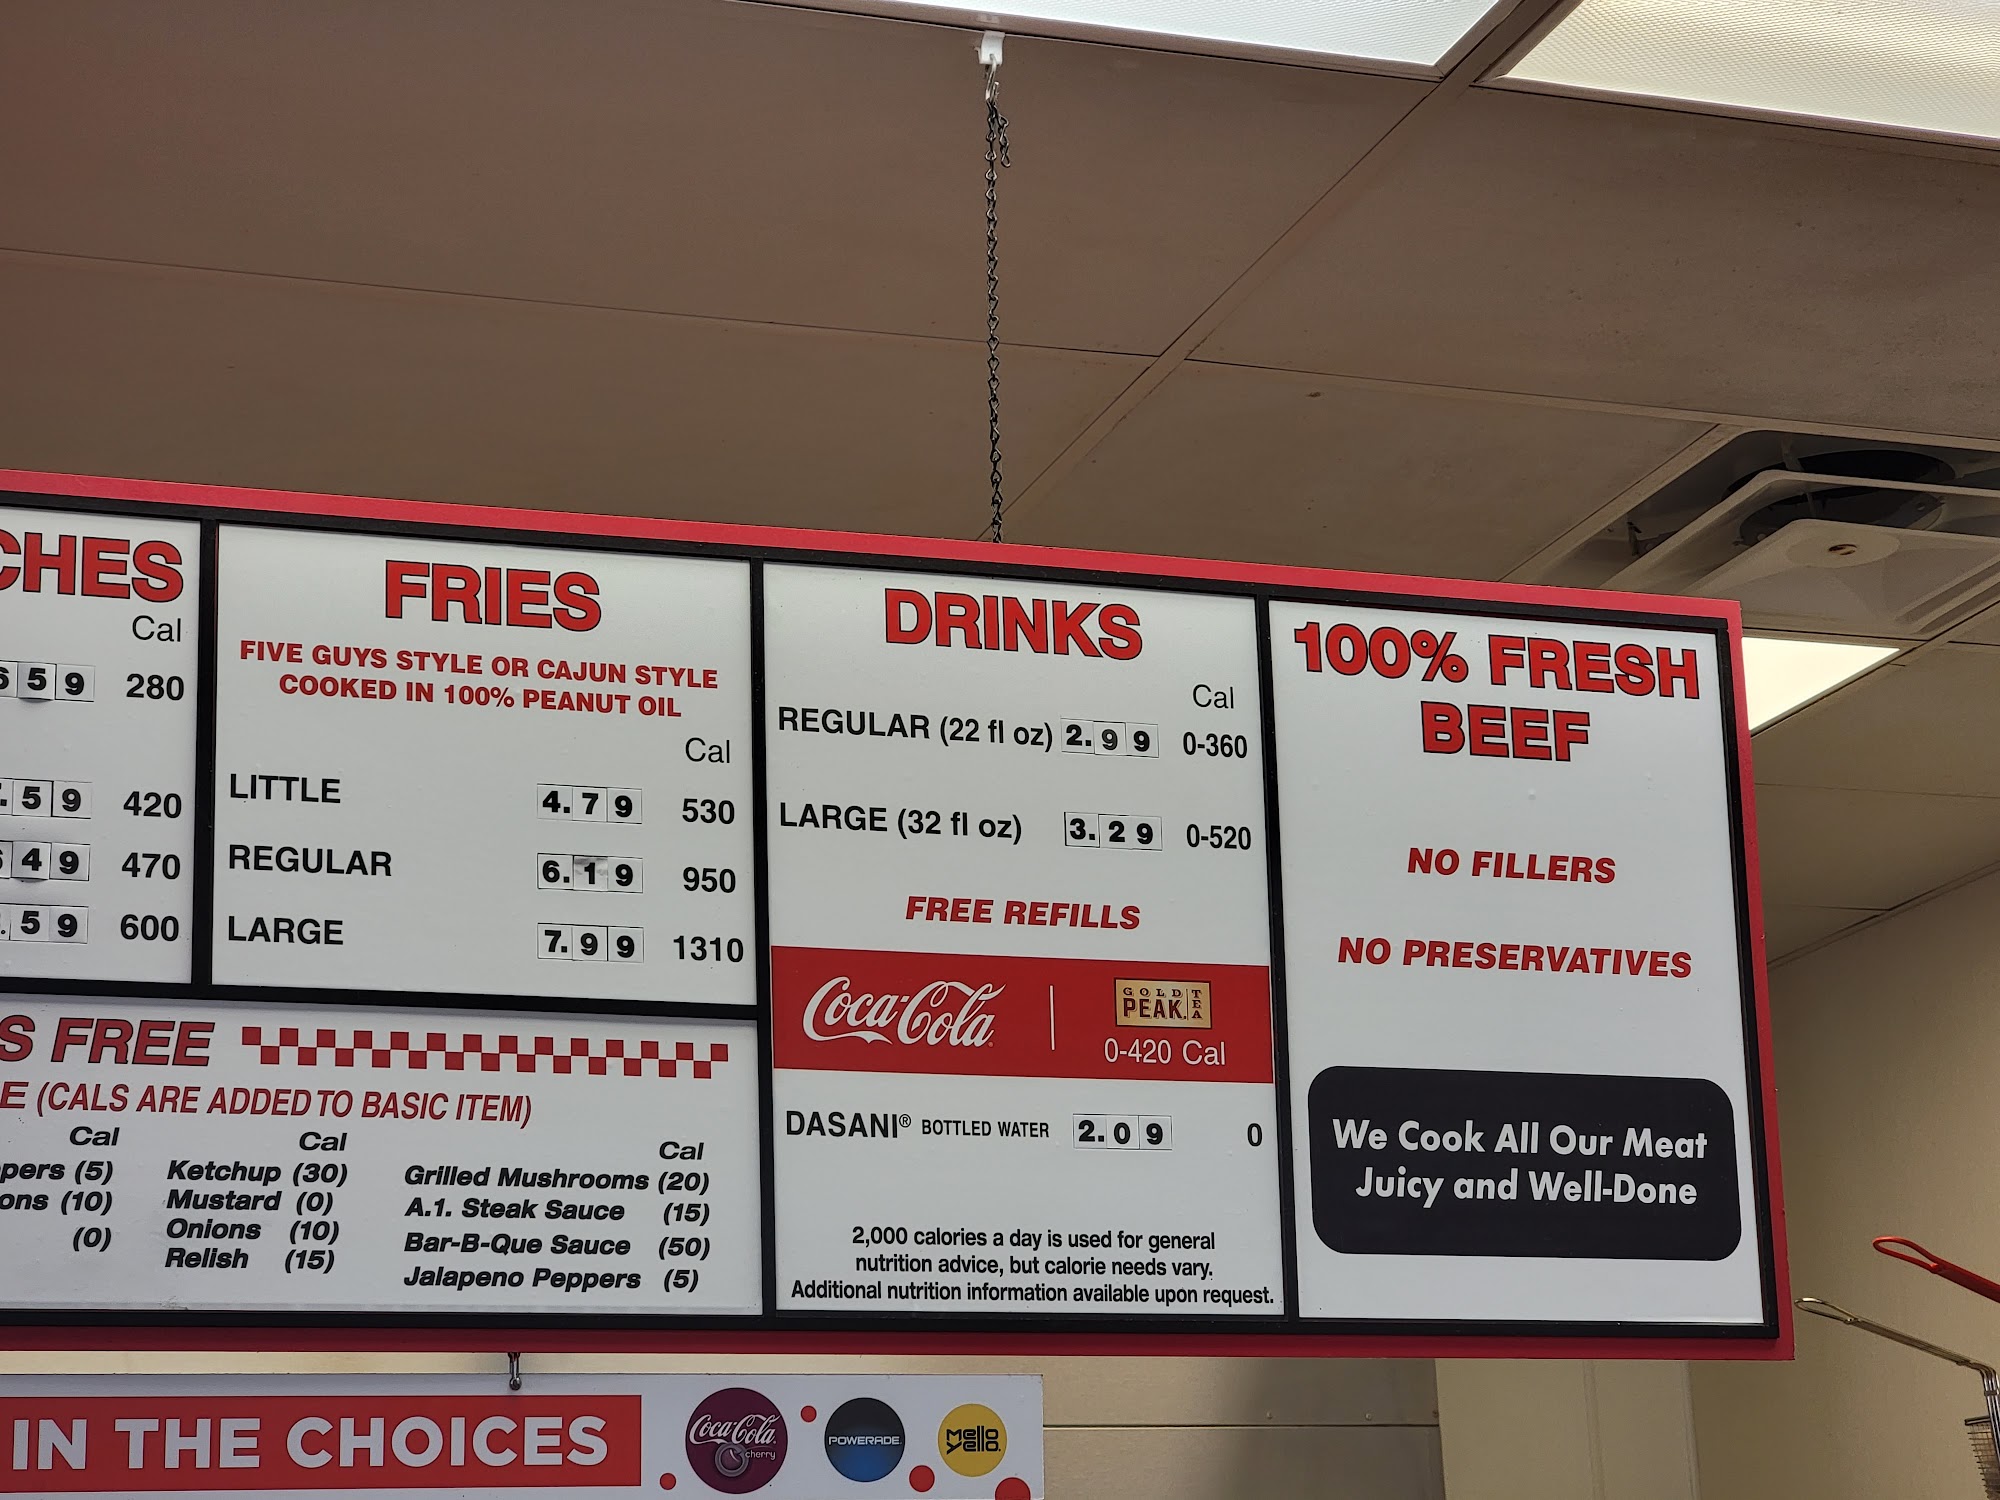 CHES
Cal
659 280
.59 420
649 470
.59 600
FRIES
FIVE GUYS STYLE OR CAJUN STYLE
COOKED IN 100% PEANUT OIL
Cal
LITTLE 4.79 530
REGULAR 6.19 950
LARGE 7.99 1310
S FREE
E (CALS ARE ADDED TO BASIC ITEM)
Cal
ppers (5)
ons (10)
(0)
Cal
Ketchup (30)
Mustard (0)
Onions (10)
Relish (15)
Cal
Grilled Mushrooms (20)
A.1. Steak Sauce (15)
Bar-B-Que Sauce (50)
Jalapeno Peppers (5)
DRINKS
Cal
REGULAR (22 fl oz) 2.99 0-360
LARGE (32 fl oz) 3.29 0-520
FREE REFILLS
Coca-Cola
GOLD
PEAK
TEA
0-420 Cal
DASANI® BOTTLED WATER 2.09 0
2,000 calories a day is used for general
nutrition advice, but calorie needs vary.
Additional nutrition information available upon request.
100% FRESH
BEEF
NO FILLERS
NO PRESERVATIVES
We Cook All Our Meat
Juicy and Well-Done
IN THE CHOICES
Coca-Cola
cherry
POWERADE
Mello
Yello